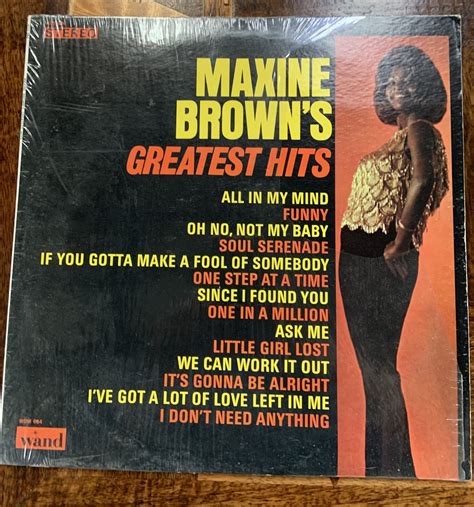 STEREO
MAXINE
BROWN'S
GREATEST HITS
ALL IN MY MIND
FUNNY
OH NO, NOT MY BABY
SOUL SERENADE
IF YOU GOTTA MAKE A FOOL OF SOMEBODY
ONE STEP AT A TIME
SINCE I FOUND YOU
ONE IN A MILLION
ASK ME
LITTLE GIRL LOST
WE CAN WORK IT OUT
IT'S GONNA BE ALRIGHT
I'VE GOT A LOT OF LOVE LEFT IN ME
I DON'T NEED ANYTHING
wand